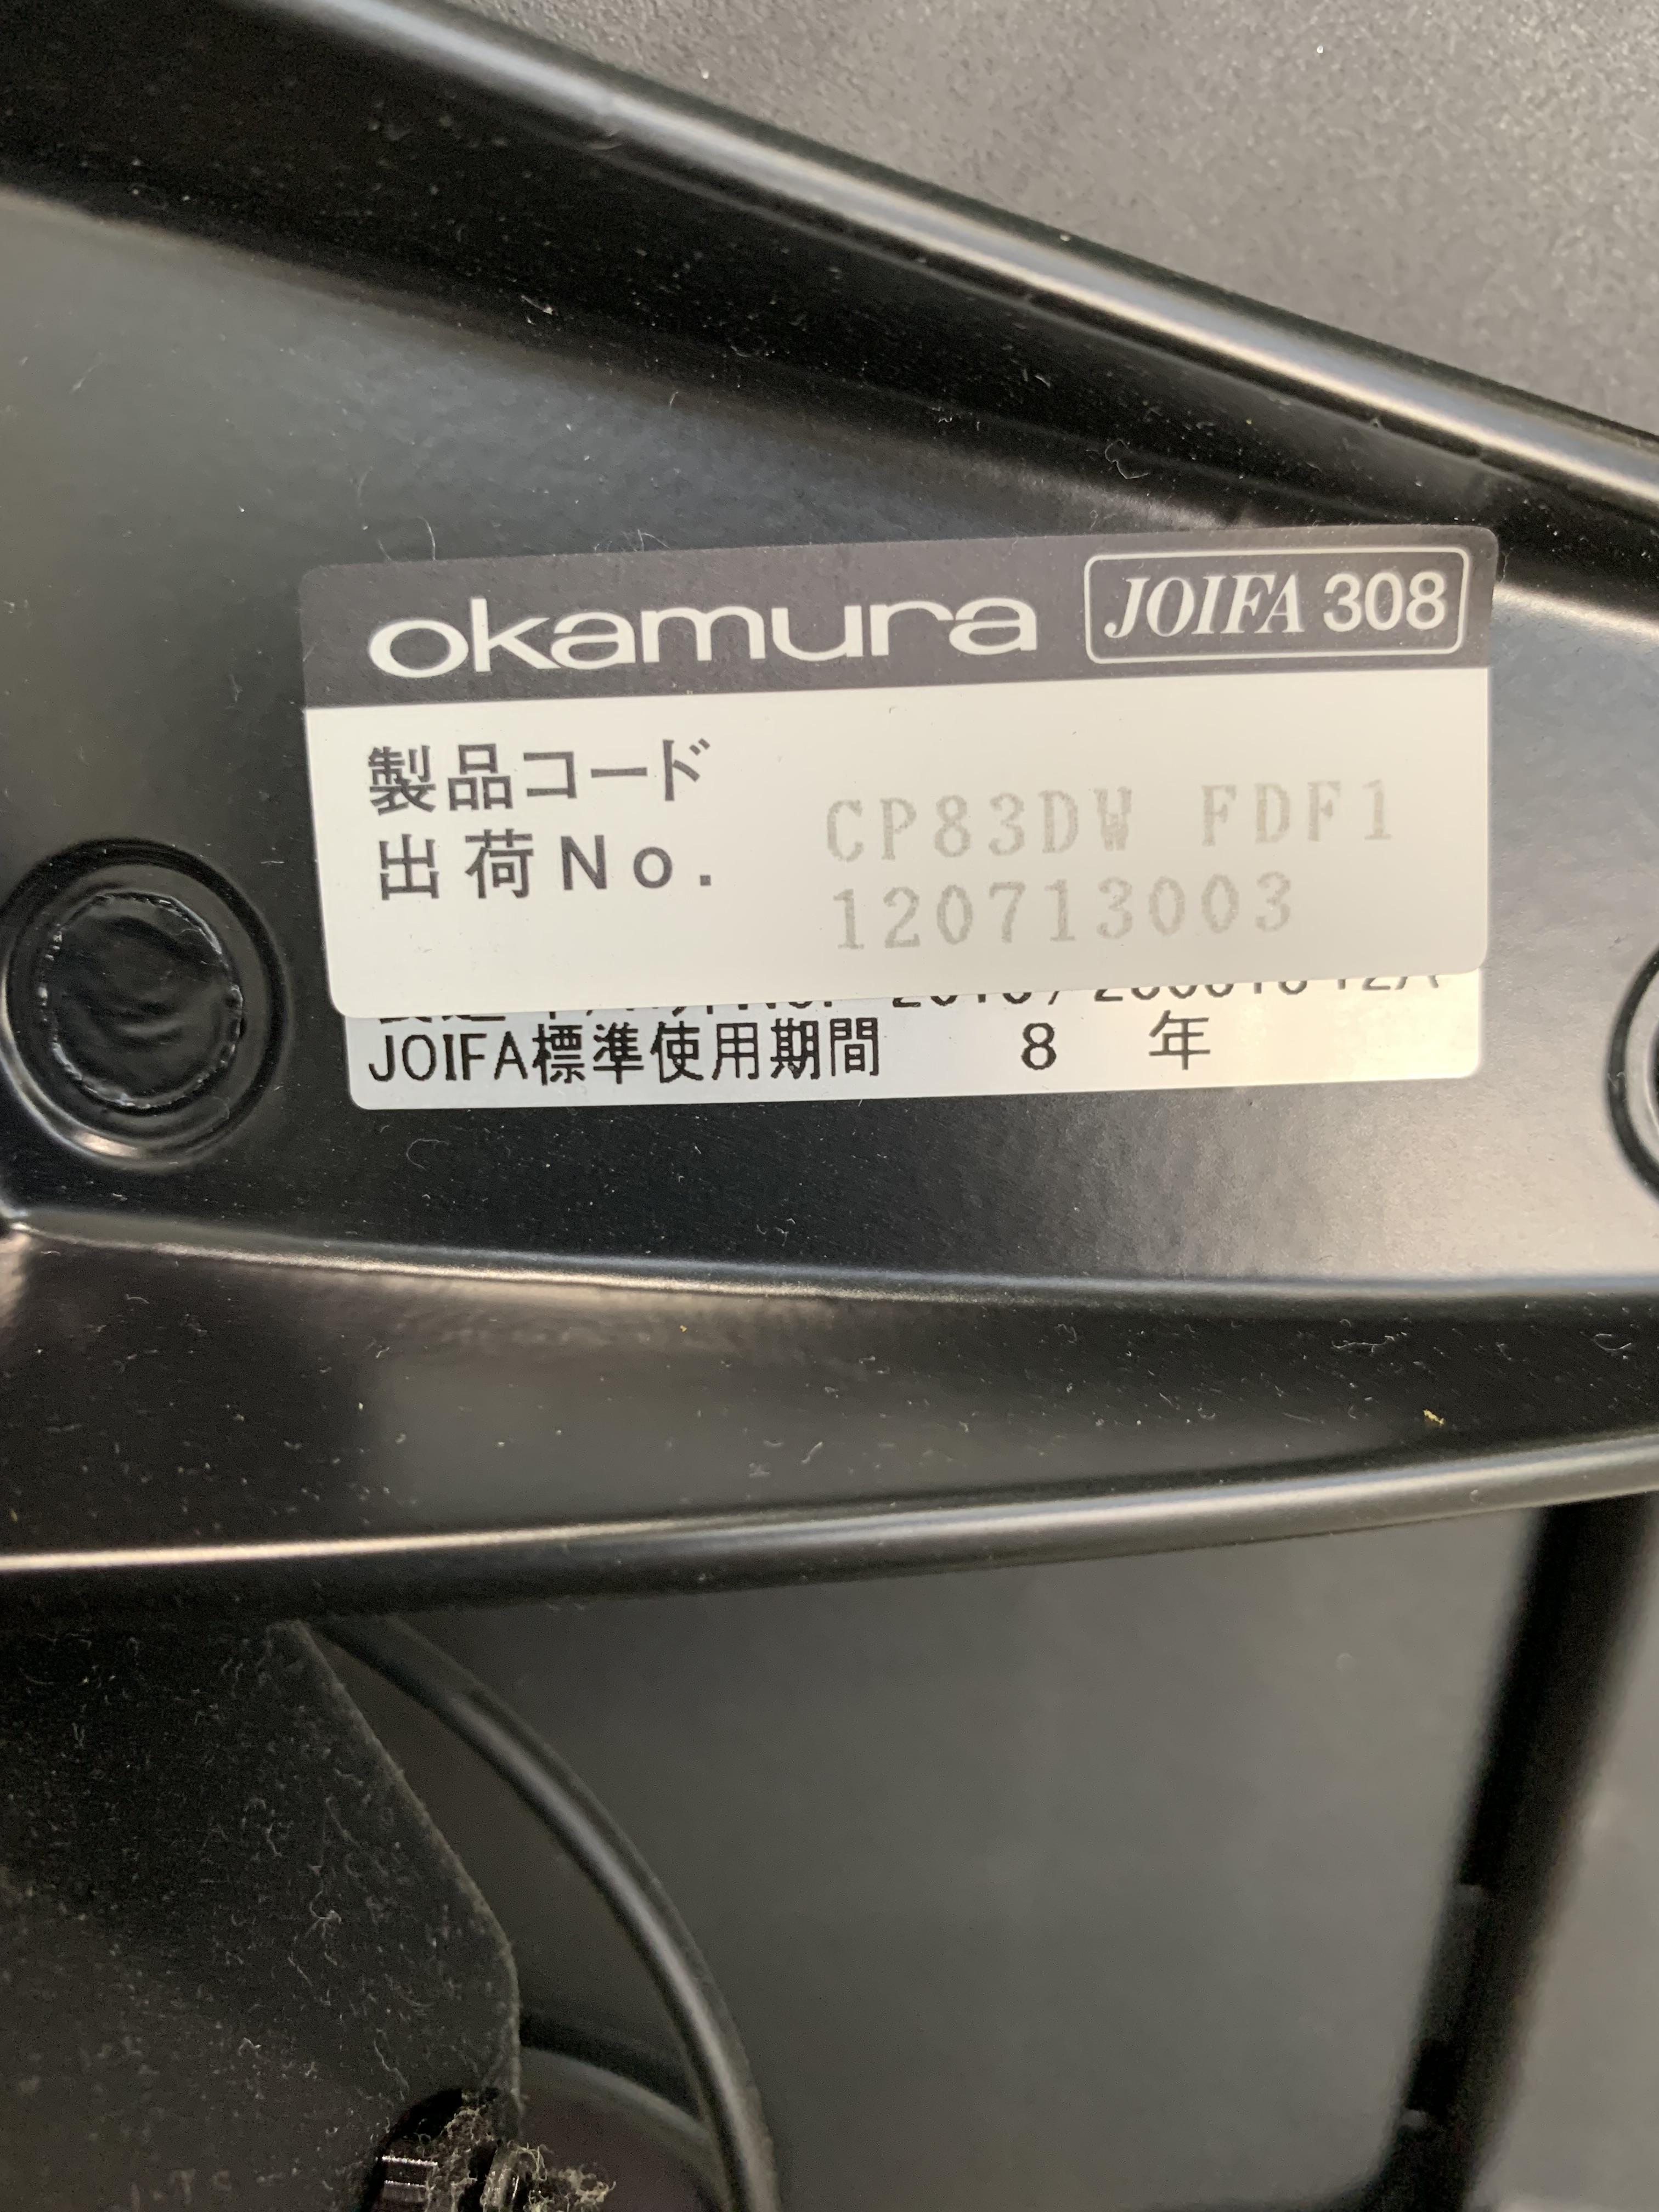 okamura JOIFA 308
製品コード CP83DW FDF1
出荷No. 120713003
JOIFA標準使用期間 8 年